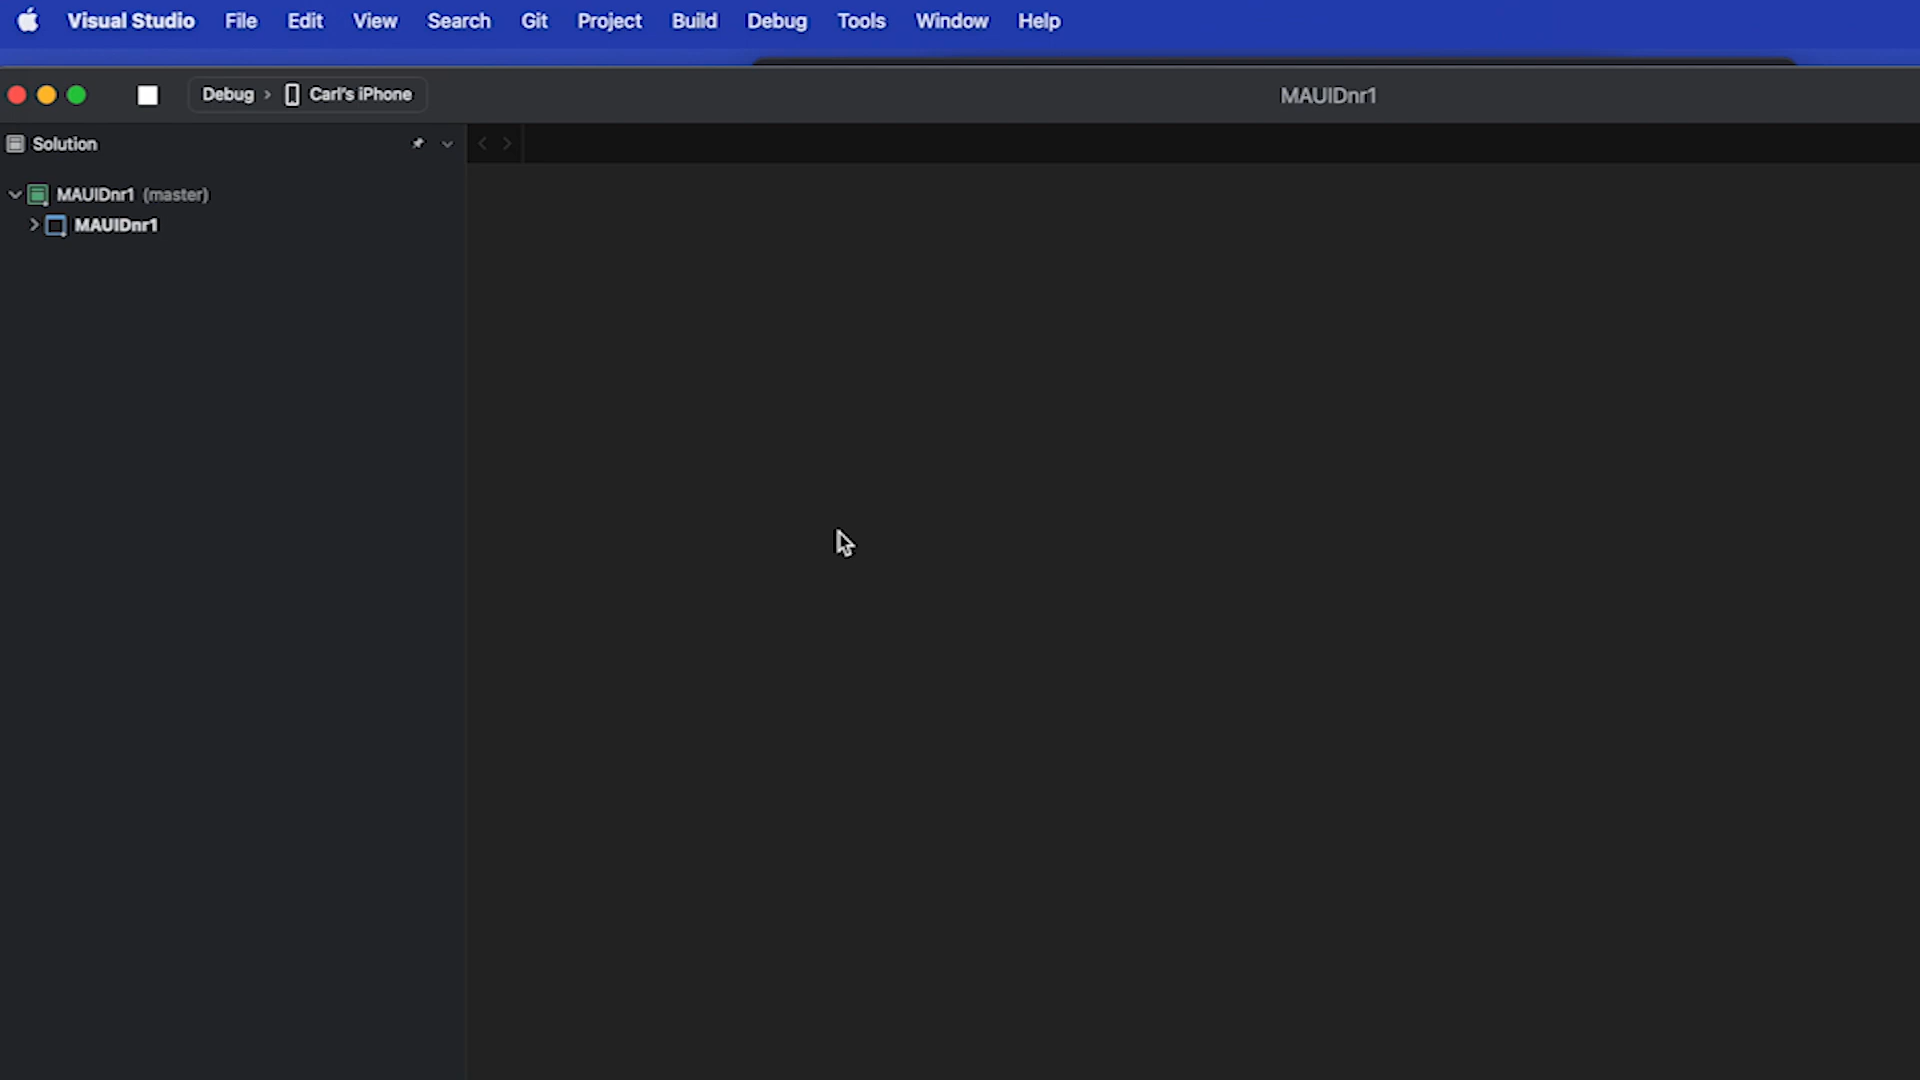 Visual Studio File Edit View Search Git Project Build Debug Tools Window Help
Debug › Carl's iPhone MAUIDnr1
Solution
MAUIDnr1 (master)
MAUIDnr1